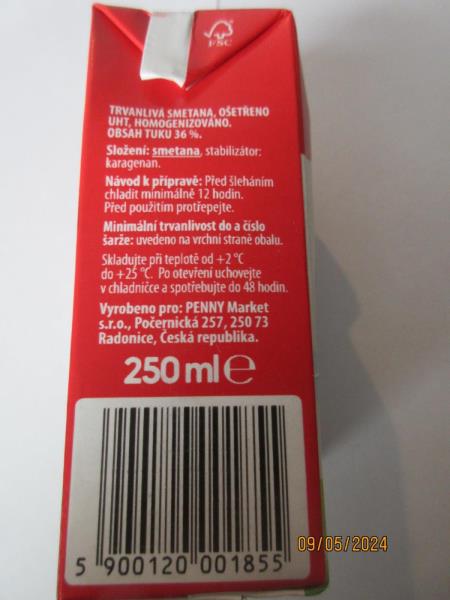 FSC
TRVANLIVÁ SMETANA, OŠETŘENO
UHT, HOMOGENIZOVÁNO.
OBSAH TUKU 36 %.
Složení: smetana, stabilizátor:
karagenan.
Návod k přípravě: Před šleháním
chladit minimálně 12 hodin.
Před použitím protřepejte.
Minimální trvanlivost do a číslo
šarže: uvedeno na vrchní straně obalu.
Skladujte při teplotě od +2 °C
do +25 °C. Po otevření uchovejte
v chladničce a spotřebujte do 48 hodin.
Vyrobeno pro: PENNY Market
s.r.o., Počernická 257, 250 73
Radonice, Česká republika.
250 ml e
5 900120 001855
09/05/2024